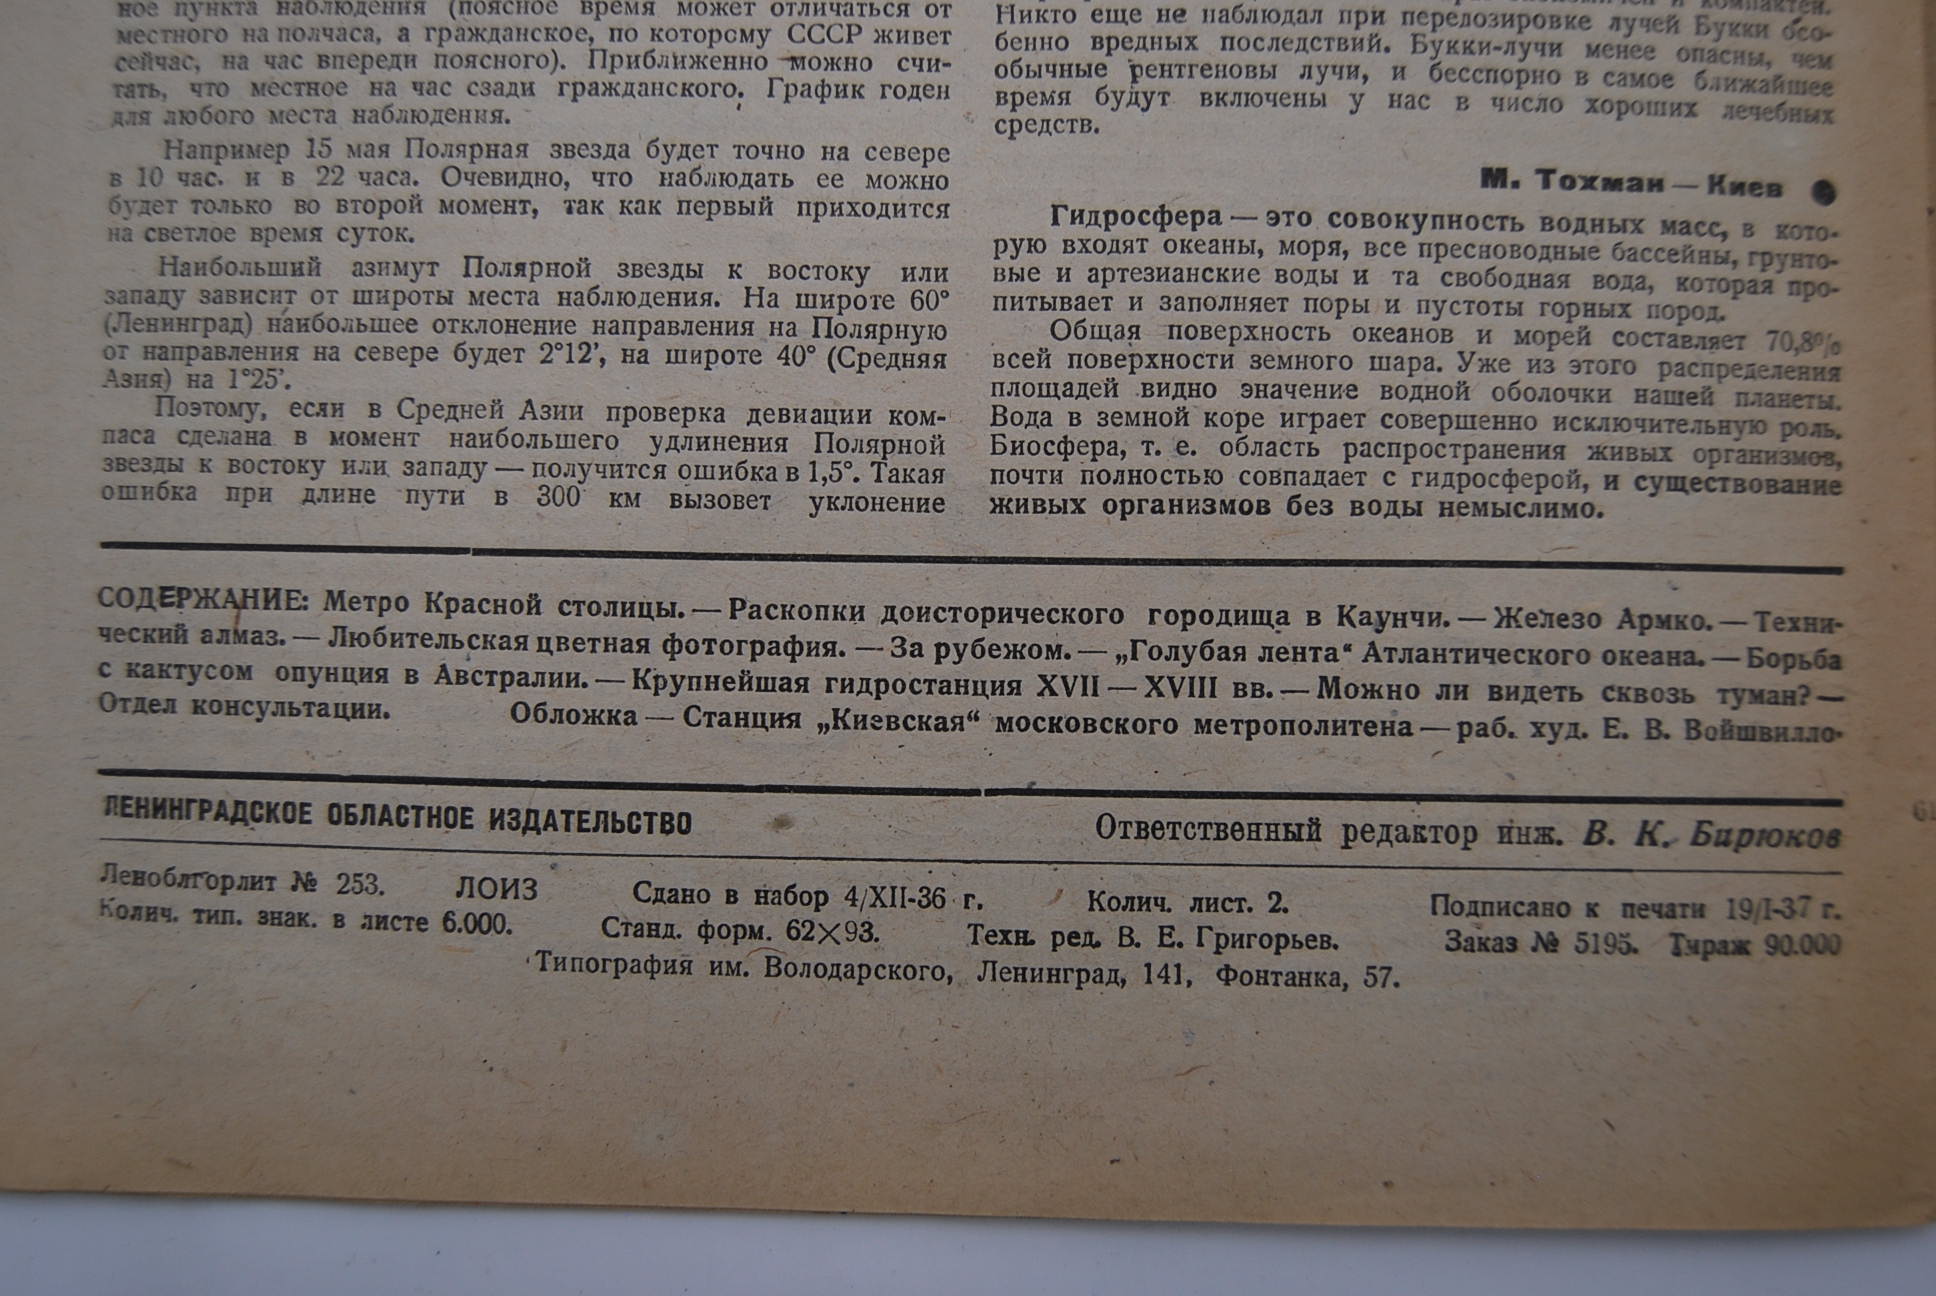 ное пункта наблюдения (поясное время может отличаться от
местного на полчаса, а гражданское, по которому СССР живет
сейчас, на час впереди поясного). Приближенно можно счи-
тать, что местное на час сзади гражданского. График годен
для любого места наблюдения.
Например 15 мая Полярная звезда будет точно на севере
в 10 час. и в 22 часа. Очевидно, что наблюдать ее можно
будет только во второй момент, так как первый приходится
на светлое время суток.
Наибольший азимут Полярной звезды к востоку или
западу зависит от широты места наблюдения. На широте 60°
(Ленинград) наибольшее отклонение направления на Полярную
от направления на севере будет 2°12’, на широте 40° (Средняя
Азия) на 1°25’.
Поэтому, если в Средней Азии проверка девиации ком-
паса сделана в момент наибольшего удлинения Полярной
звезды к востоку или западу — получится ошибка в 1,5°. Такая
ошибка при длине пути в 300 км вызовет уклонение
и компактен.
Никто еще не наблюдал при передозировке лучей Букки осо-
бенно вредных последствий. Букки-лучи менее опасны, чем
обычные рентгеновы лучи, и бесспорно в самое ближайшее
время будут включены у нас в число хороших лечебных
средств.
М. Тохман — Киев
Гидросфера — это совокупность водных масс, в кото-
рую входят океаны, моря, все пресноводные бассейны, грунто-
вые и артезианские воды и та свободная вода, которая про-
питывает и заполняет поры и пустоты горных пород.
Общая поверхность океанов и морей составляет 70,8%
всей поверхности земного шара. Уже из этого распределения
площадей видно значение водной оболочки нашей планеты.
Вода в земной коре играет совершенно исключительную роль.
Биосфера, т. е. область распространения живых организмов,
почти полностью совпадает с гидросферой, и существование
живых организмов без воды немыслимо.
СОДЕРЖАНИЕ: Метро Красной столицы. — Раскопки доисторического городища в Каунчи. — Железо Армко. — Техни-
ческий алмаз. — Любительская цветная фотография. — За рубежом. — „Голубая лента“ Атлантического океана. — Борьба
с кактусом опунция в Австралии. — Крупнейшая гидростанция XVII — XVIII вв. — Можно ли видеть сквозь туман? —
Отдел консультации. Обложка — Станция „Киевская“ московского метрополитена — раб. худ. Е. В. Войшвилло.
ЛЕНИНГРАДСКОЕ ОБЛАСТНОЕ ИЗДАТЕЛЬСТВО Ответственный редактор инж. В. К. Бирюков
Леноблгорлит № 253. ЛОИЗ Сдано в набор 4/XII-36 г. Колич. лист. 2. Подписано к печати 19/I-37 г.
Колич. тип. знак. в листе 6.000. Станд. форм. 62×93. Техн. ред. В. Е. Григорьев. Заказ № 5195. Тираж 90.000
Типография им. Володарского, Ленинград, 141, Фонтанка, 57.